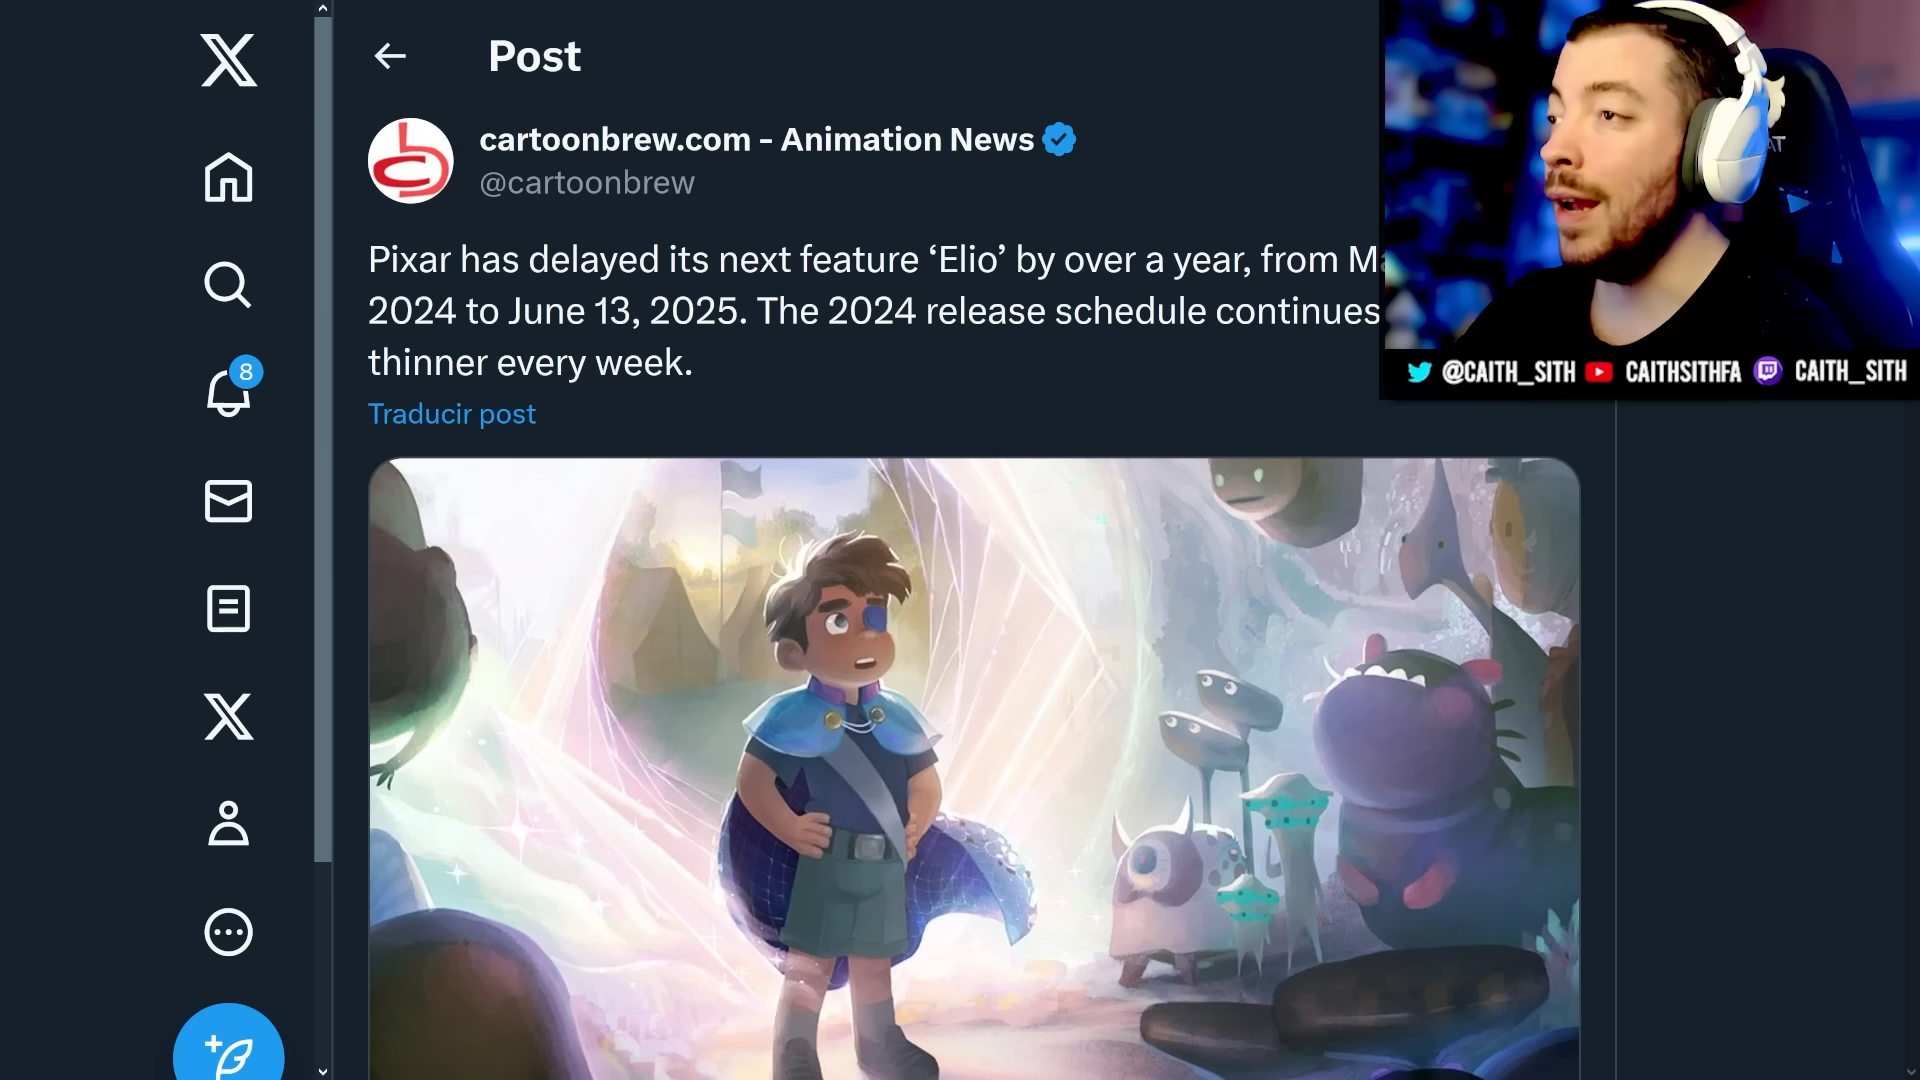 Post
cartoonbrew.com - Animation News
@cartoonbrew
Pixar has delayed its next feature ‘Elio’ by over a year, from
2024 to June 13, 2025. The 2024 release schedule continues
thinner every week.
Traducir post
8
@CAITH_SITH CAITHSITHFA CAITH_SITH